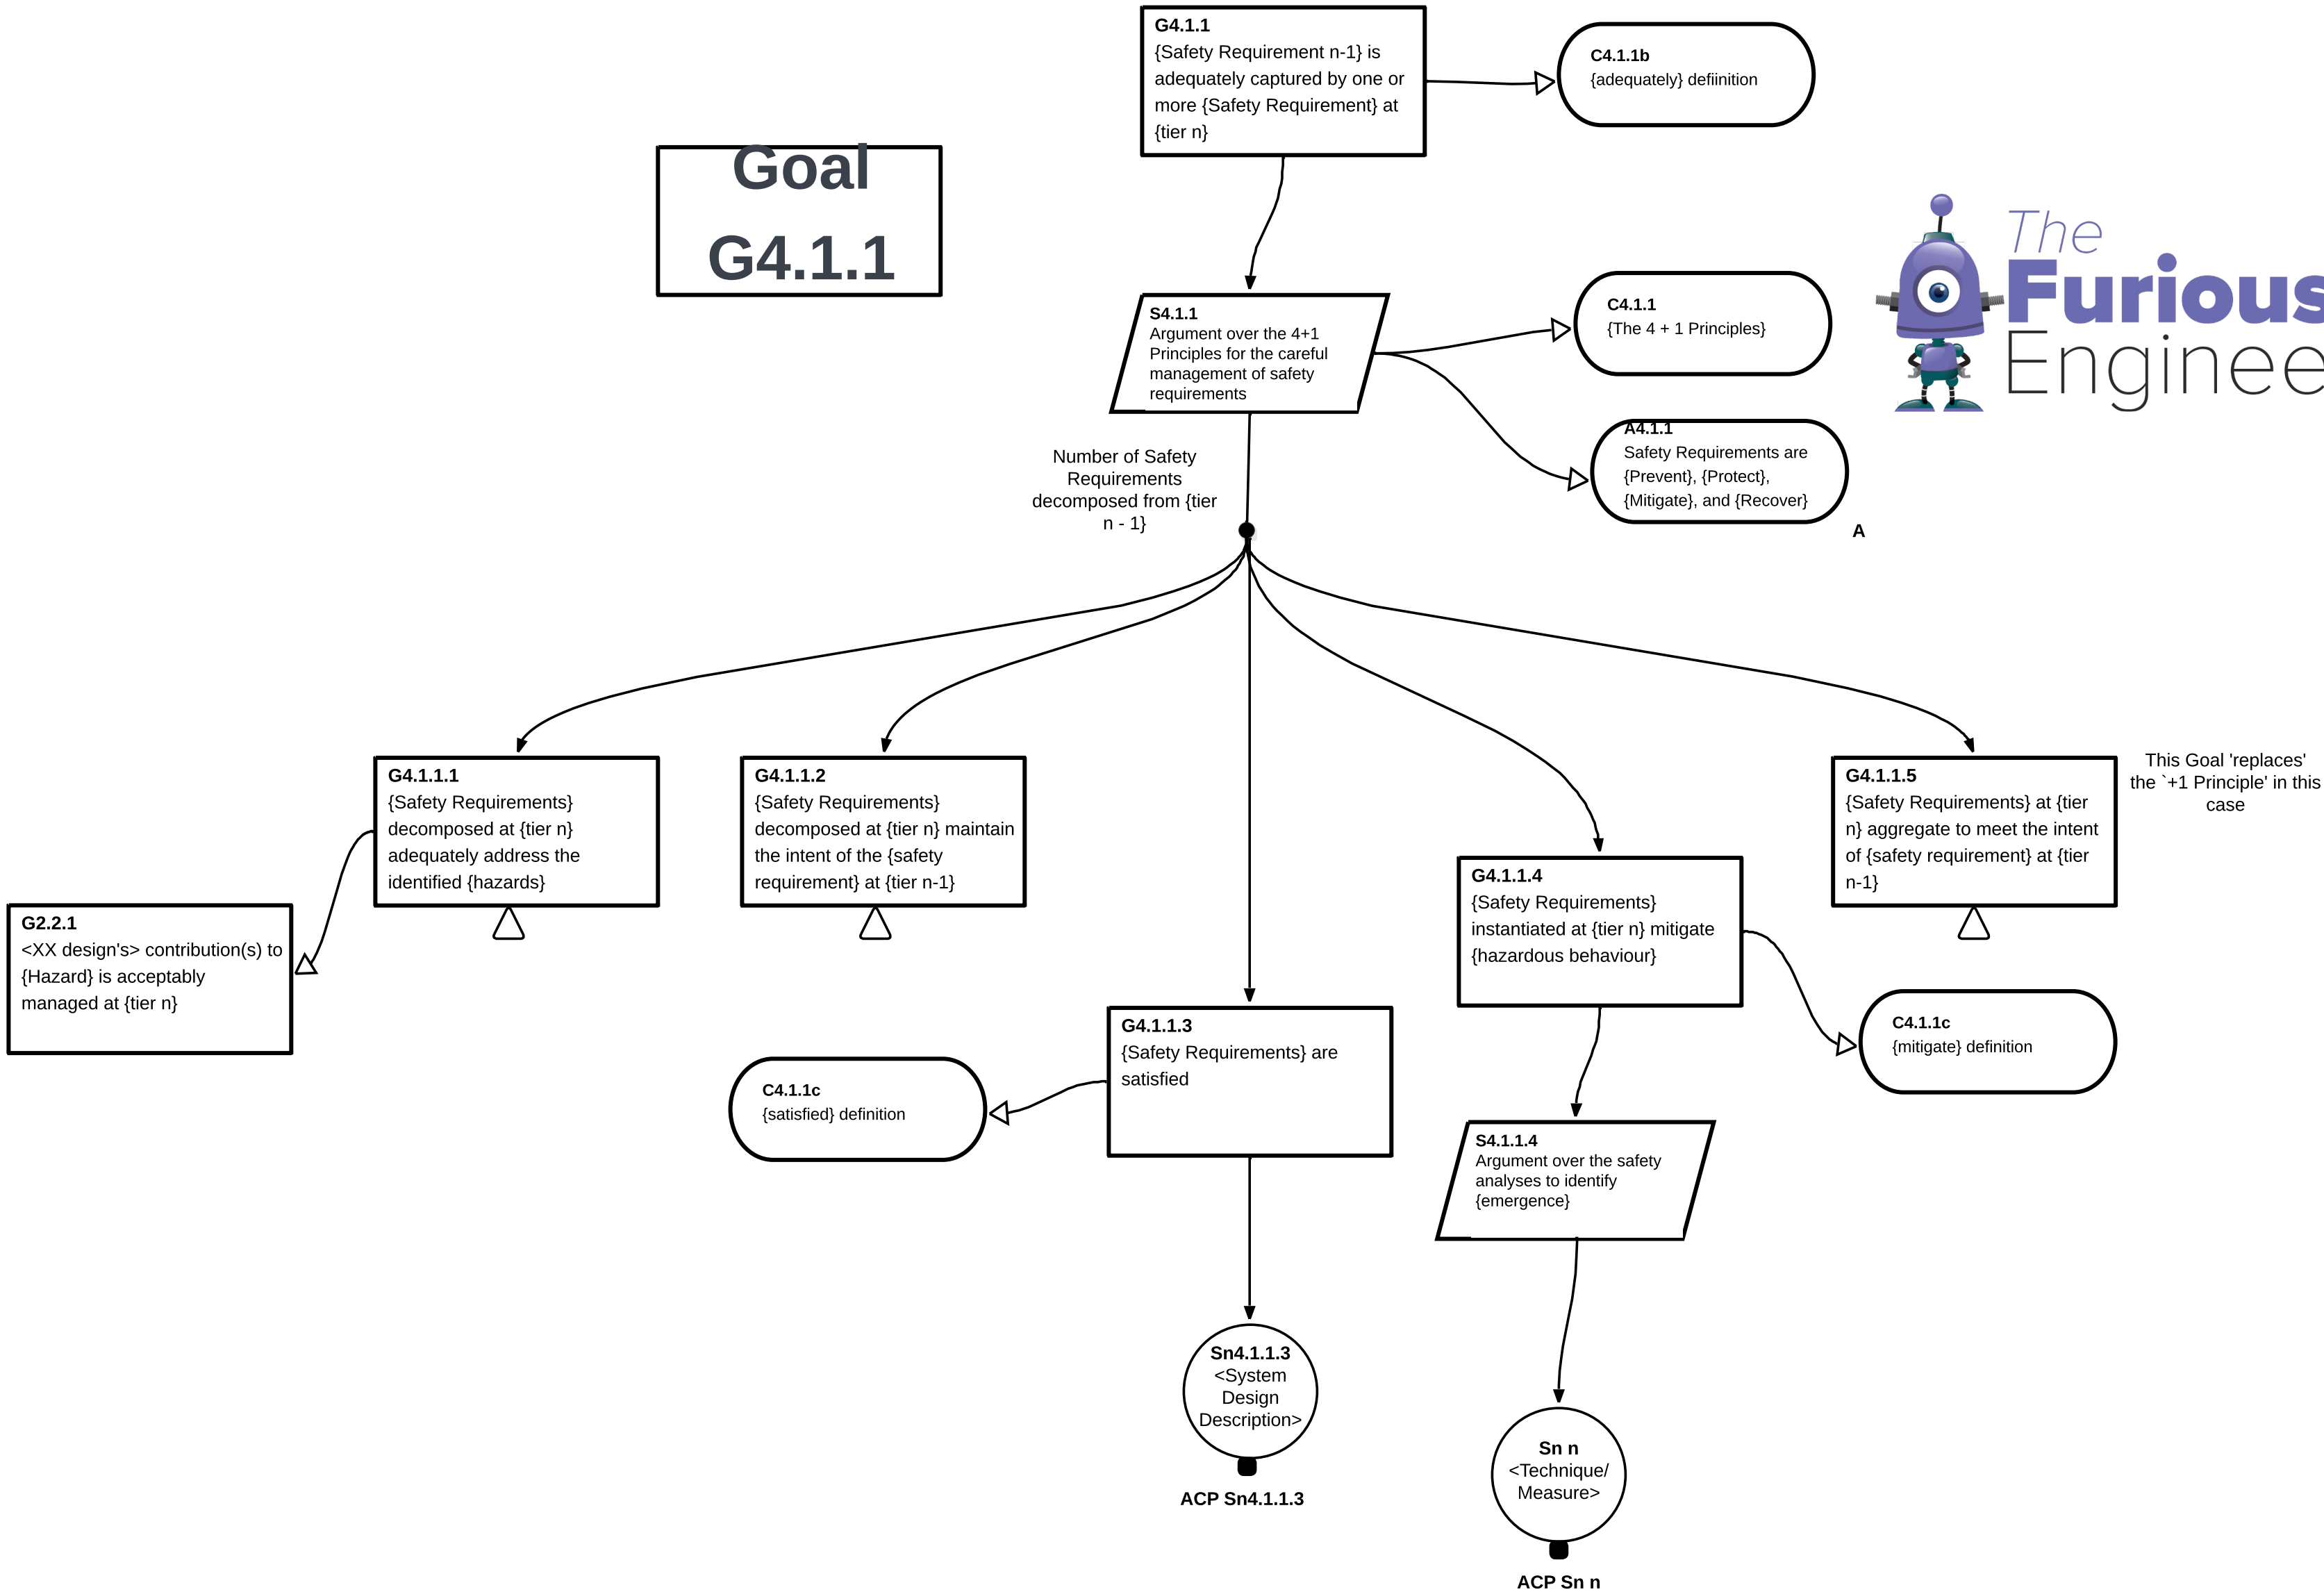 G4.1.1
{Safety Requirement n-1} is
adequately captured by one or
more {Safety Requirement} at
{tier n}
C4.1.1b
{adequately} defiinition
Goal
G4.1.1
The
Furious
Enginee
S4.1.1
Argument over the 4+1
Principles for the careful
management of safety
requirements
C4.1.1
{The 4 + 1 Principles}
A4.1.1
Safety Requirements are
{Prevent}, {Protect},
{Mitigate}, and {Recover}
A
Number of Safety
Requirements
decomposed from {tier
n - 1}
G4.1.1.1
{Safety Requirements}
decomposed at {tier n}
adequately address the
identified {hazards}
G4.1.1.2
{Safety Requirements}
decomposed at {tier n} maintain
the intent of the {safety
requirement} at {tier n-1}
G4.1.1.5
{Safety Requirements} at {tier
n} aggregate to meet the intent
of {safety requirement} at {tier
n-1}
This Goal 'replaces'
the `+1 Principle' in this
case
G4.1.1.4
{Safety Requirements}
instantiated at {tier n} mitigate
{hazardous behaviour}
G2.2.1
<XX design's> contribution(s) to
{Hazard} is acceptably
managed at {tier n}
G4.1.1.3
{Safety Requirements} are
satisfied
C4.1.1c
{mitigate} definition
C4.1.1c
{satisfied} definition
S4.1.1.4
Argument over the safety
analyses to identify
{emergence}
Sn4.1.1.3
<System
Design
Description>
ACP Sn4.1.1.3
Sn n
<Technique/
Measure>
ACP Sn n